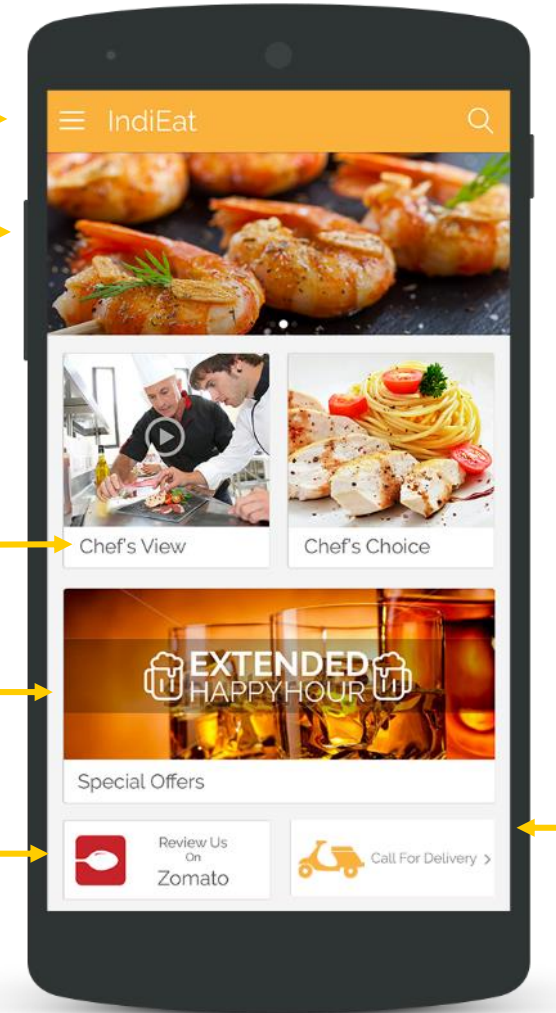 IndiEat
Chef's View
Chef's Choice
EXTENDED
HAPPYHOUR
Special Offers
Review Us
On
Zomato
Call For Delivery >